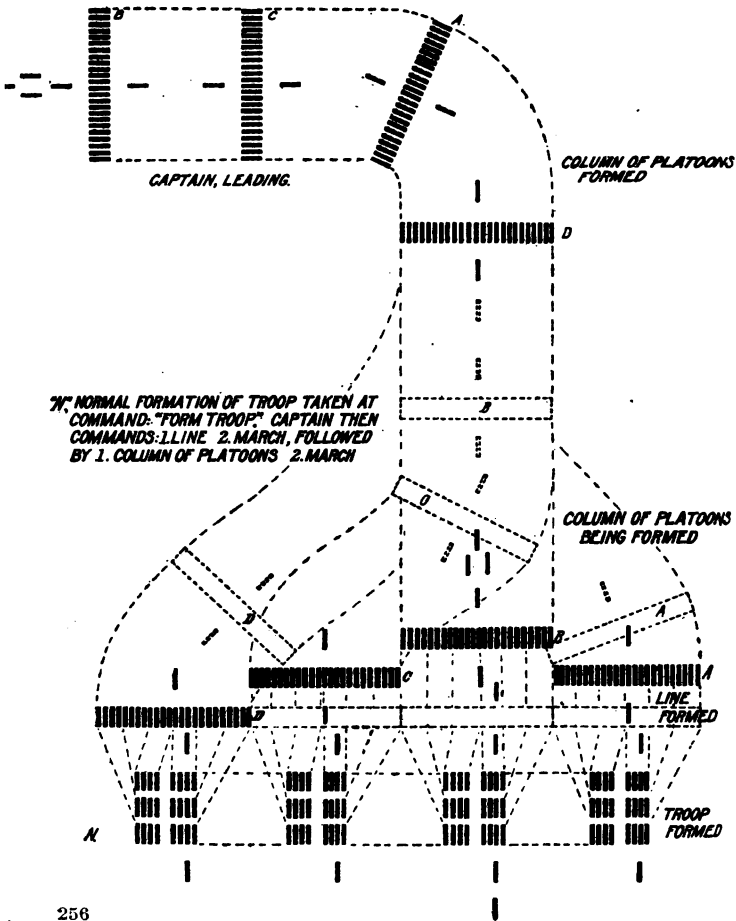 B
C
A.
CAPTAIN, LEADING.
COLUMN OF PLATOONS
FORMED
D
"N," NORMAL FORMATION OF TROOP TAKEN AT
COMMAND: "FORM TROOP." CAPTAIN THEN
COMMANDS: 1. LINE 2. MARCH, FOLLOWED
BY 1. COLUMN OF PLATOONS 2. MARCH
B
C
COLUMN OF PLATOONS
BEING FORMED
D
A
B
C
A
LINE
FORMED
D
N.
TROOP
FORMED
256